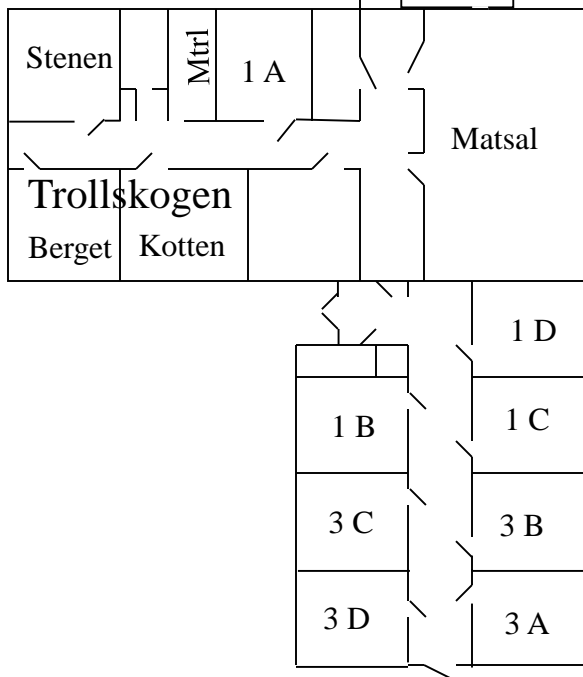 Stenen
Mtrl
1 A
Matsal
Trollskogen
Berget
Kotten
1 D
1 B
1 C
3 C
3 B
3 D
3 A